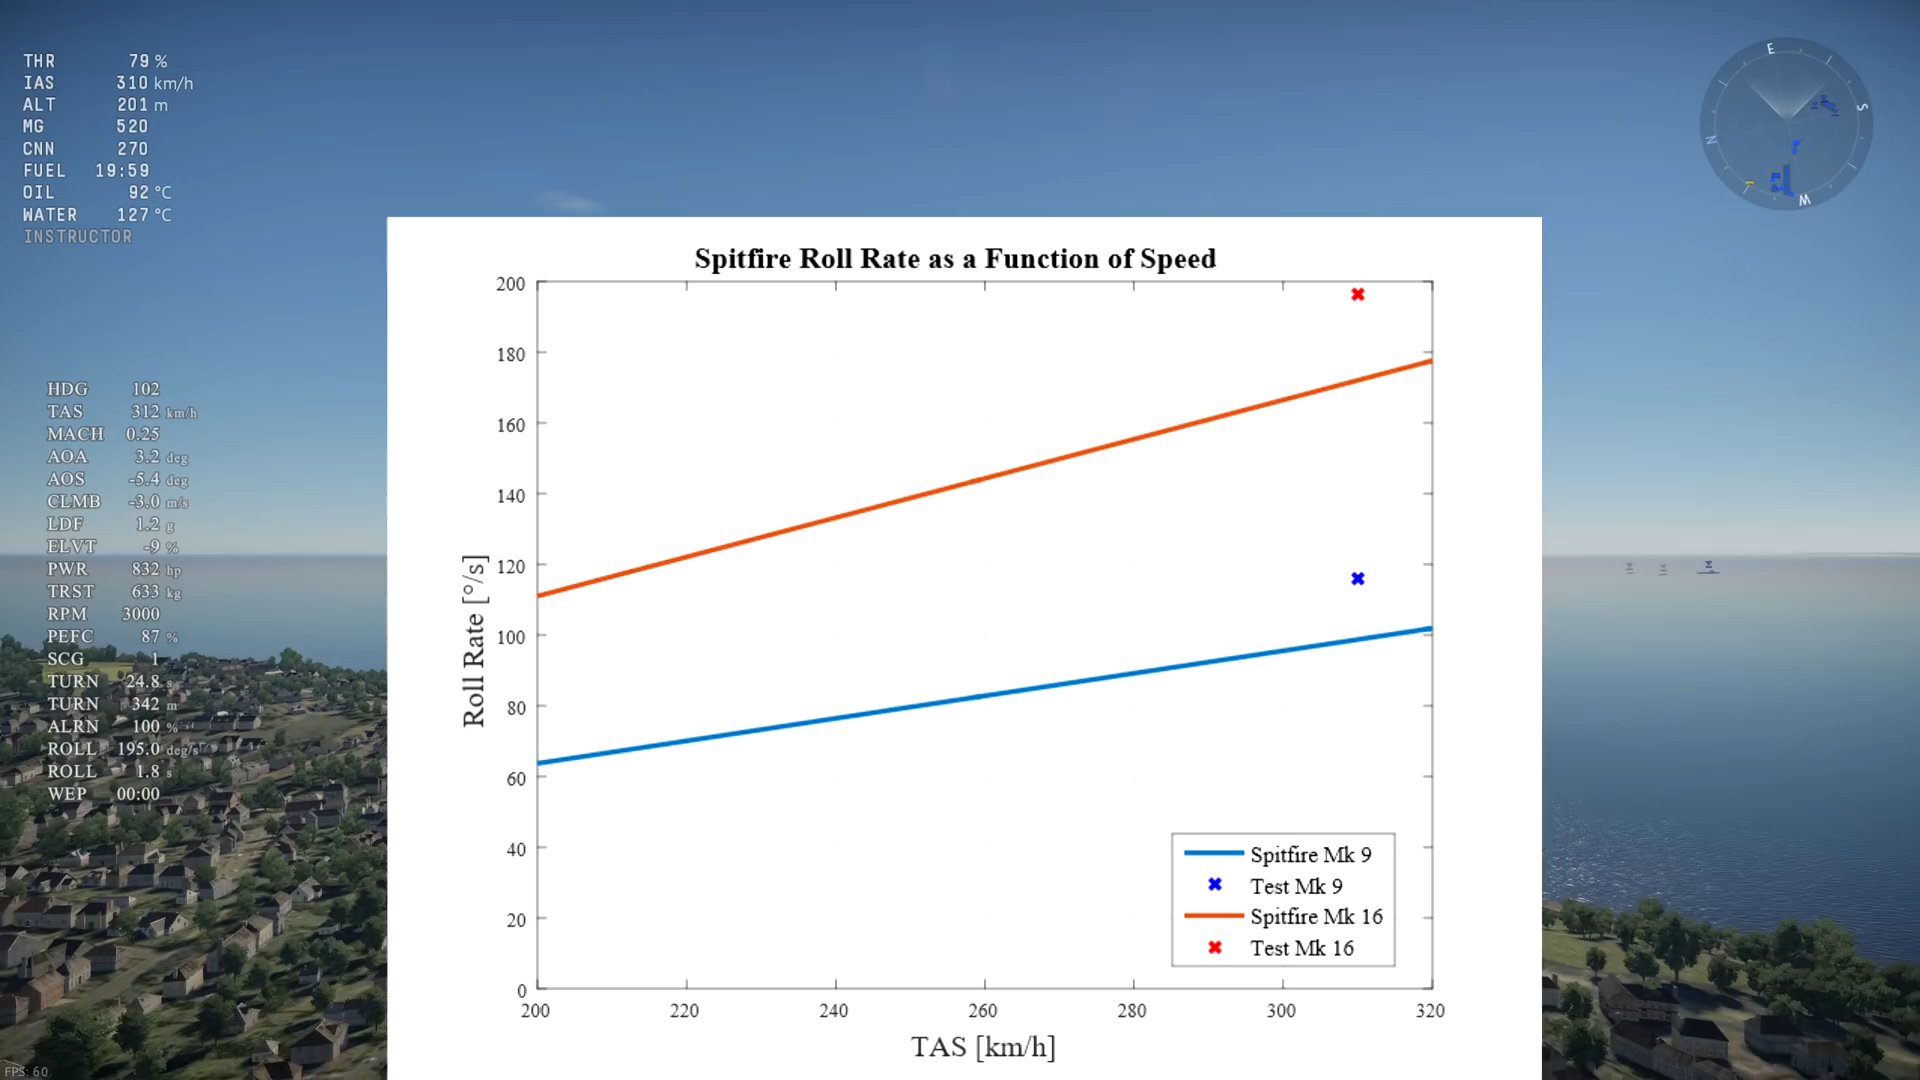 THR 79 %
IAS 310 km/h
ALT 201 m
MG 520
CNN 270
FUEL 19:59
OIL 92 °C
WATER 127 °C
INSTRUCTOR
E
S
W
N
HDG 102
TAS 312 km/h
MACH 0.25
AOA 3.2 deg
AOS -5.4 deg
CLMB -3.0 m/s
LDF 1.2 g
ELVT -9 %
PWR 832 hp
TRST 633 kg
RPM 3000
PEFC 87 %
SCG 1
TURN 24.8 s
TURN 342 m
ALRN 100 %
ROLL 195.0 deg/s
ROLL 1.8 s
WEP 00:00
FPS: 60
Spitfire Roll Rate as a Function of Speed
200
180
160
140
120
100
80
60
40
20
0
Roll Rate [°/s]
200 220 240 260 280 300 320
TAS [km/h]
Spitfire Mk 9
Test Mk 9
Spitfire Mk 16
Test Mk 16